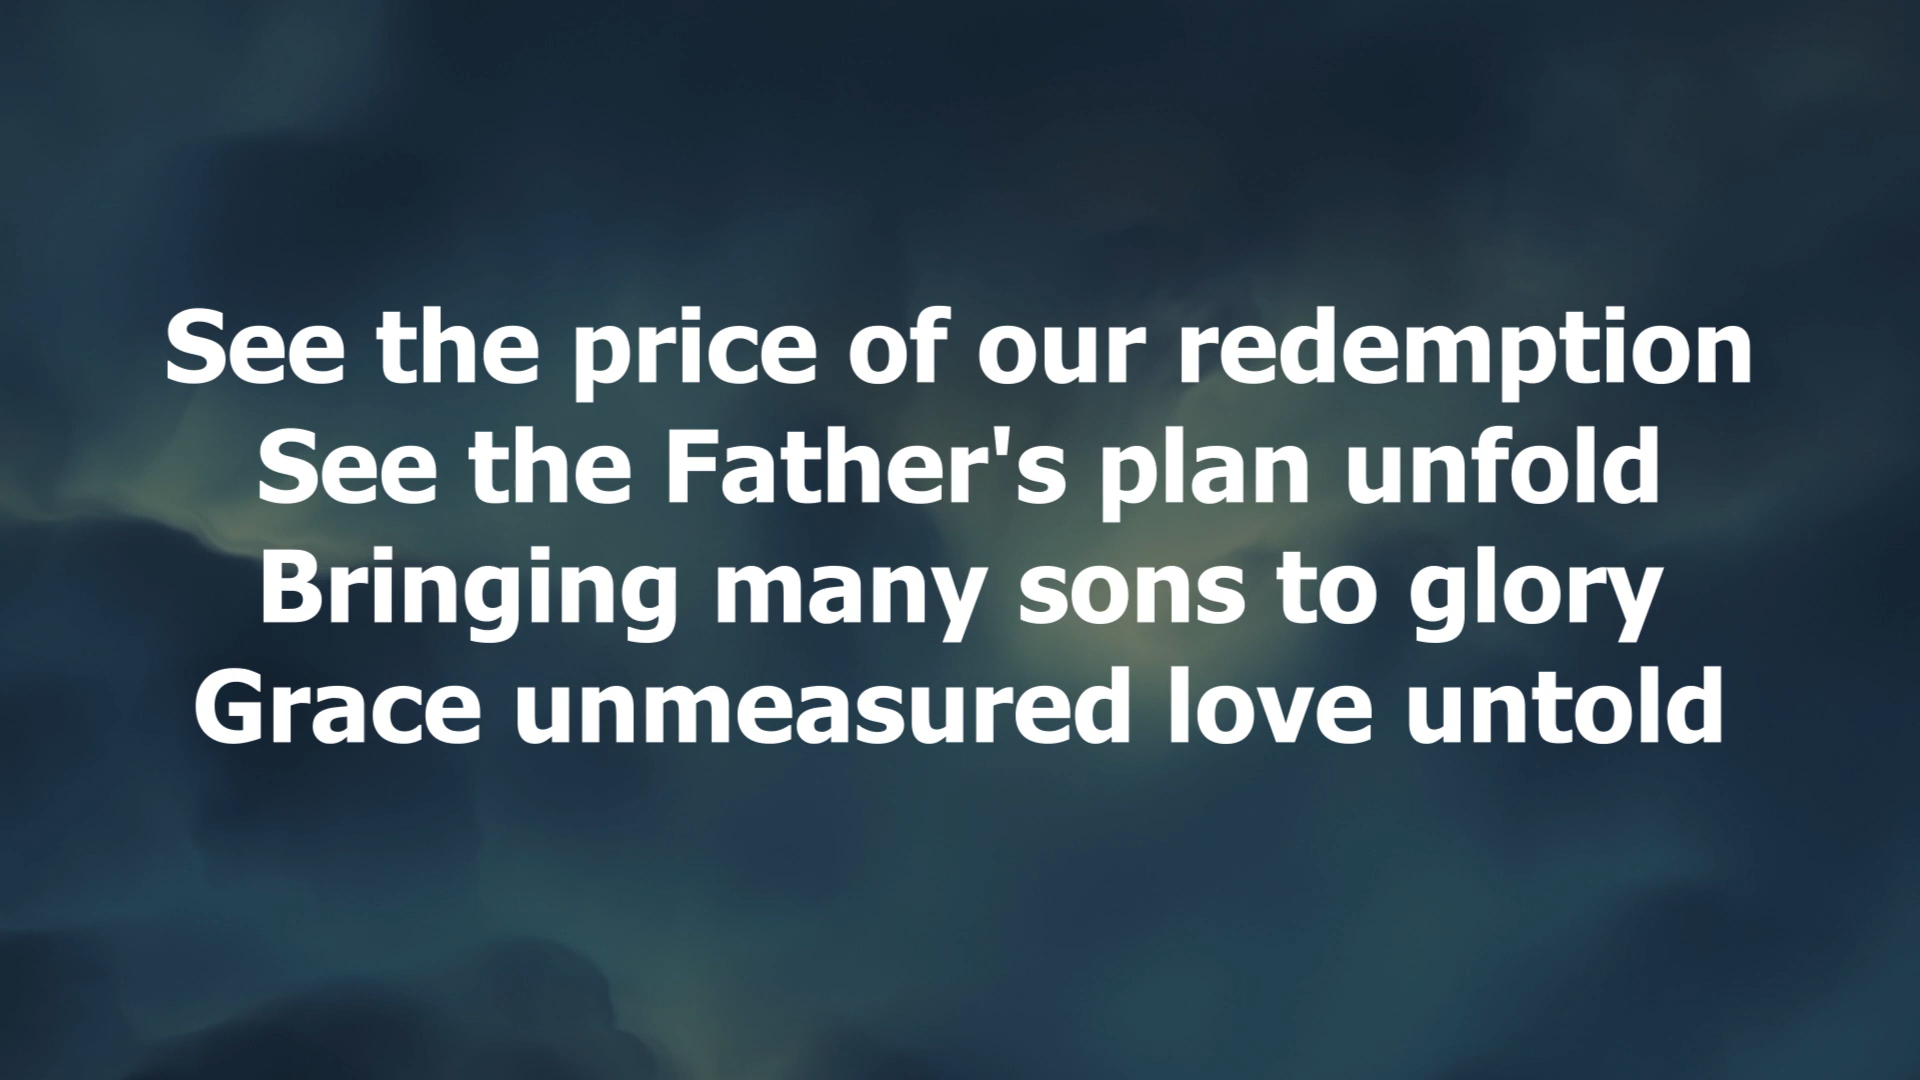 See the price of our redemption
See the Father's plan unfold
Bringing many sons to glory
Grace unmeasured love untold